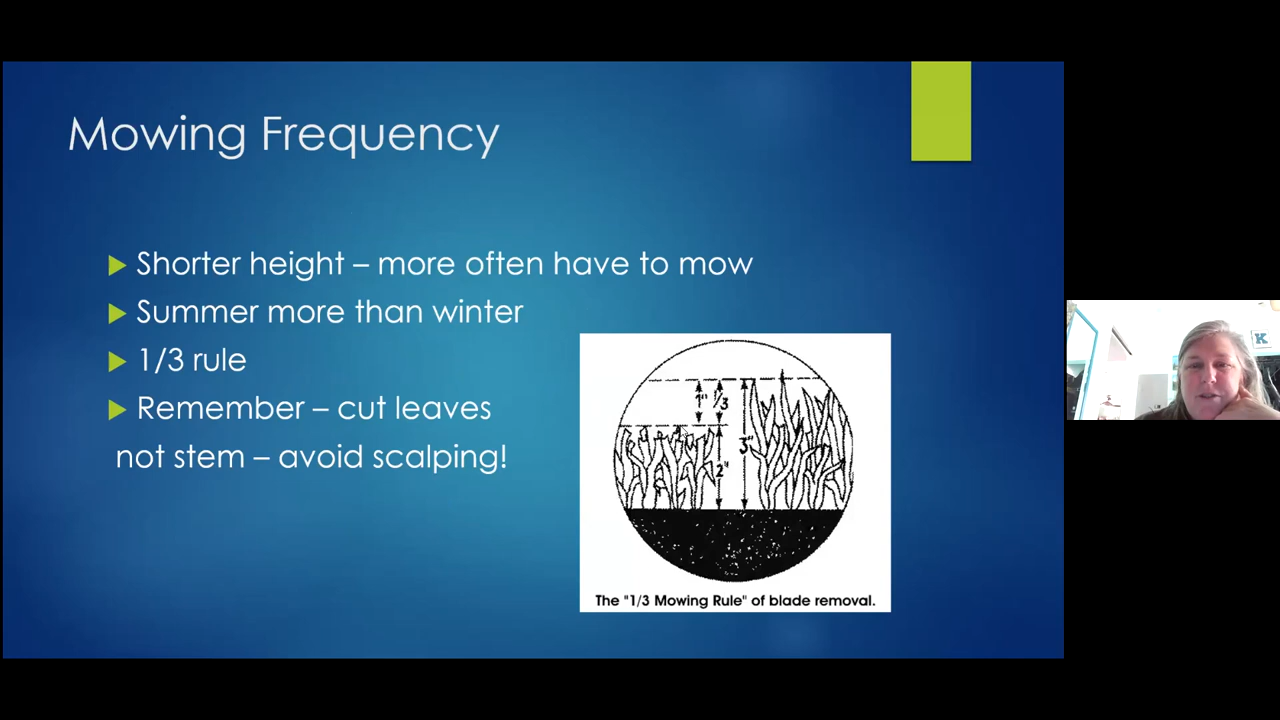 Mowing Frequency
Shorter height – more often have to mow
Summer more than winter
1/3 rule
Remember – cut leaves
not stem – avoid scalping!
1" 1/3
3"
2"
The "1/3 Mowing Rule" of blade removal.
K